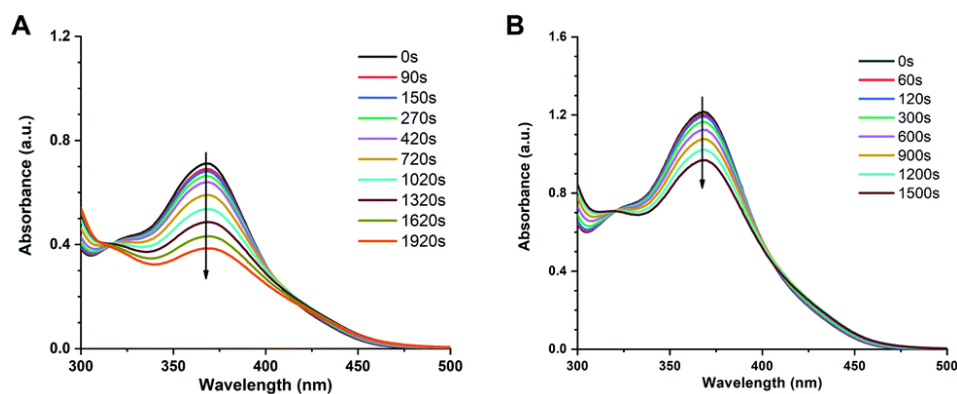 A
Absorbance (a.u.)
1.2
0.8
0.4
0.0
300
350
400
450
500
Wavelength (nm)
0s
90s
150s
270s
420s
720s
1020s
1320s
1620s
1920s
B
Absorbance (a.u.)
1.6
1.2
0.8
0.4
0.0
300
350
400
450
500
Wavelength (nm)
0s
60s
120s
300s
600s
900s
1200s
1500s